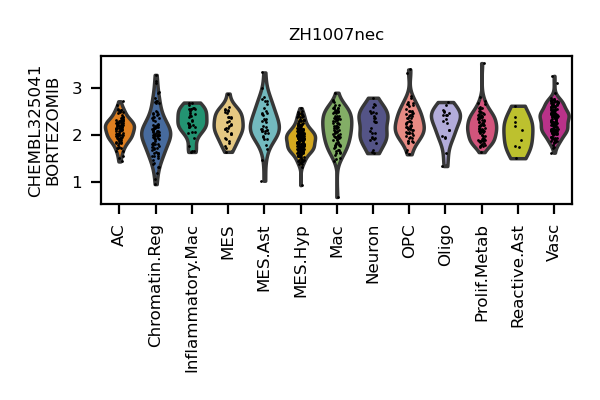 ZH1007nec
CHEMBL325041
BORTEZOMIB
3
2
1
AC
Chromatin.Reg
Inflammatory.Mac
MES
MES.Ast
MES.Hyp
Mac
Neuron
OPC
Oligo
Prolif.Metab
Reactive.Ast
Vasc